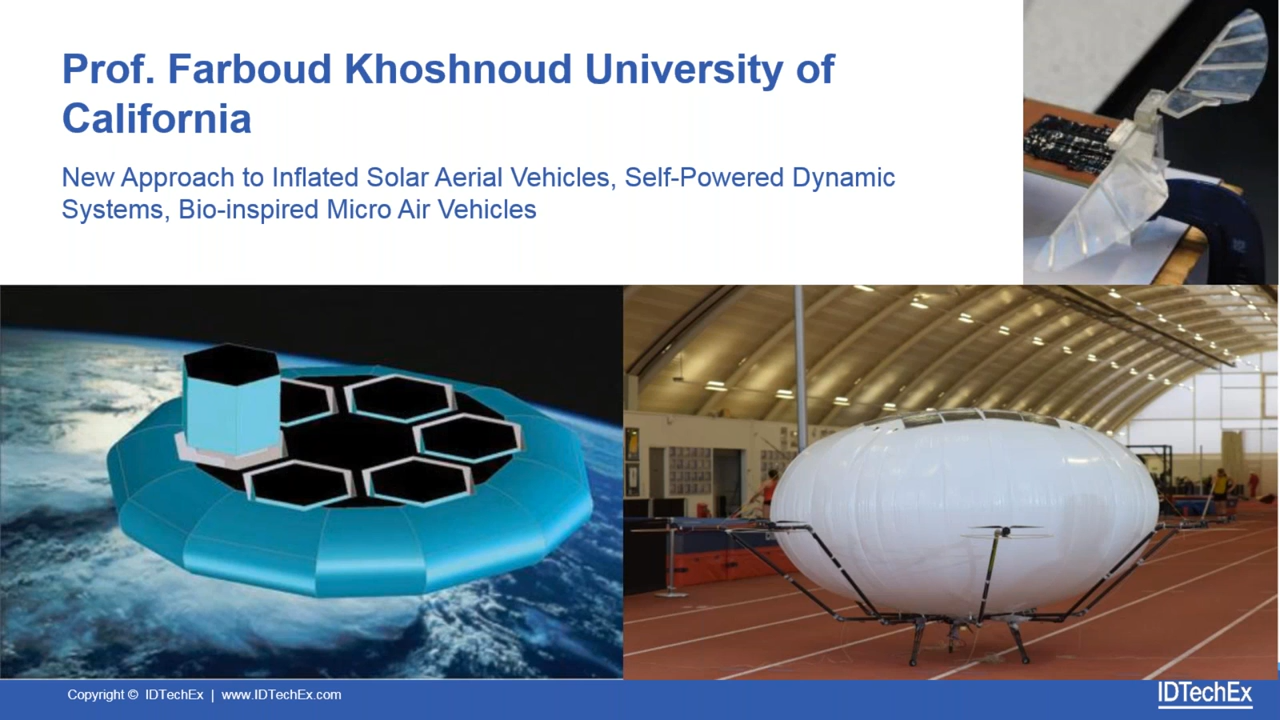 Prof. Farboud Khoshnoud University of
California
New Approach to Inflated Solar Aerial Vehicles, Self-Powered Dynamic
Systems, Bio-inspired Micro Air Vehicles
Copyright © IDTechEx | www.IDTechEx.com
IDTechEx